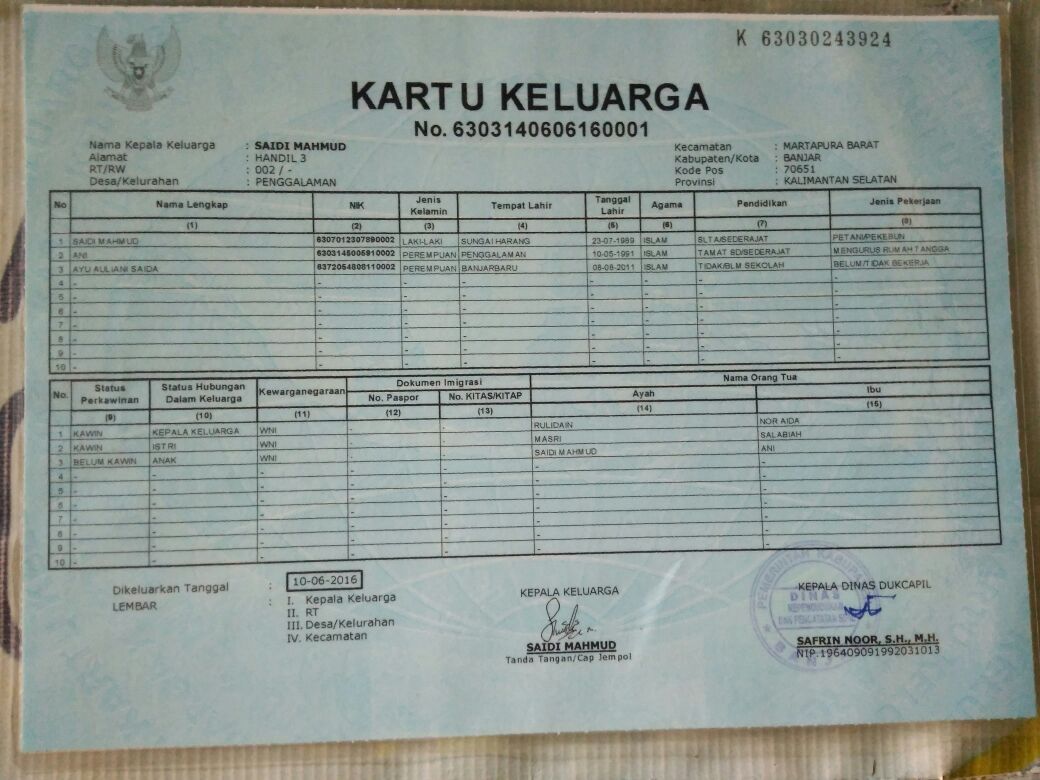 K 63030243924
KARTU KELUARGA
No. 6303140606160001
Nama Kepala Keluarga : SAIDI MAHMUD
Alamat : HANDIL 3
RT/RW : 002 / -
Desa/Kelurahan : PENGGALAMAN
Kecamatan : MARTAPURA BARAT
Kabupaten/Kota : BANJAR
Kode Pos : 70651
Provinsi : KALIMANTAN SELATAN
No Nama Lengkap NIK Jenis Kelamin Tempat Lahir Tanggal Lahir Agama Pendidikan Jenis Pekerjaan
(1) (2) (3) (4) (5) (6) (7) (8)
1 SAIDI MAHMUD 6307012307890002 LAKI-LAKI SUNGAI HARANG 23-07-1989 ISLAM SLTA/SEDERAJAT PETANI/PEKEBUN
2 ANI 6303145005910002 PEREMPUAN PENGGALAMAN 10-05-1991 ISLAM TAMAT SD/SEDERAJAT MENGURUS RUMAH TANGGA
3 AYU AULIANI SAIDA 6372054808110002 PEREMPUAN BANJARBARU 08-08-2011 ISLAM TIDAK/BLM SEKOLAH BELUM/TIDAK BEKERJA
4 - - - - - - - -
5 - - - - - - - -
6 - - - - - - - -
7 - - - - - - - -
8 - - - - - - - -
9 - - - - - - - -
10 - - - - - - - -
No. Status Perkawinan Status Hubungan Dalam Keluarga Kewarganegaraan Dokumen Imigrasi Nama Orang Tua
No. Paspor No. KITAS/KITAP Ayah Ibu
(9) (10) (11) (12) (13) (14) (15)
1 KAWIN KEPALA KELUARGA WNI - - RULIDAIN NOR AIDA
2 KAWIN ISTRI WNI - - MASRI SALABIAH
3 BELUM KAWIN ANAK WNI - - SAIDI MAHMUD ANI
4 - - - - - - -
5 - - - - - - -
6 - - - - - - -
7 - - - - - - -
8 - - - - - - -
9 - - - - - - -
10 - - - - - - -
Dikeluarkan Tanggal : 10-06-2016
LEMBAR : I. Kepala Keluarga
II. RT
III. Desa/Kelurahan
IV. Kecamatan
KEPALA KELUARGA
SAIDI MAHMUD
Tanda Tangan/Cap Jempol
KEPALA DINAS DUKCAPIL
PEMERINTAH KABUPA
DINAS
SAFRIN NOOR, S.H., M.H.
NIP.196409091992031013